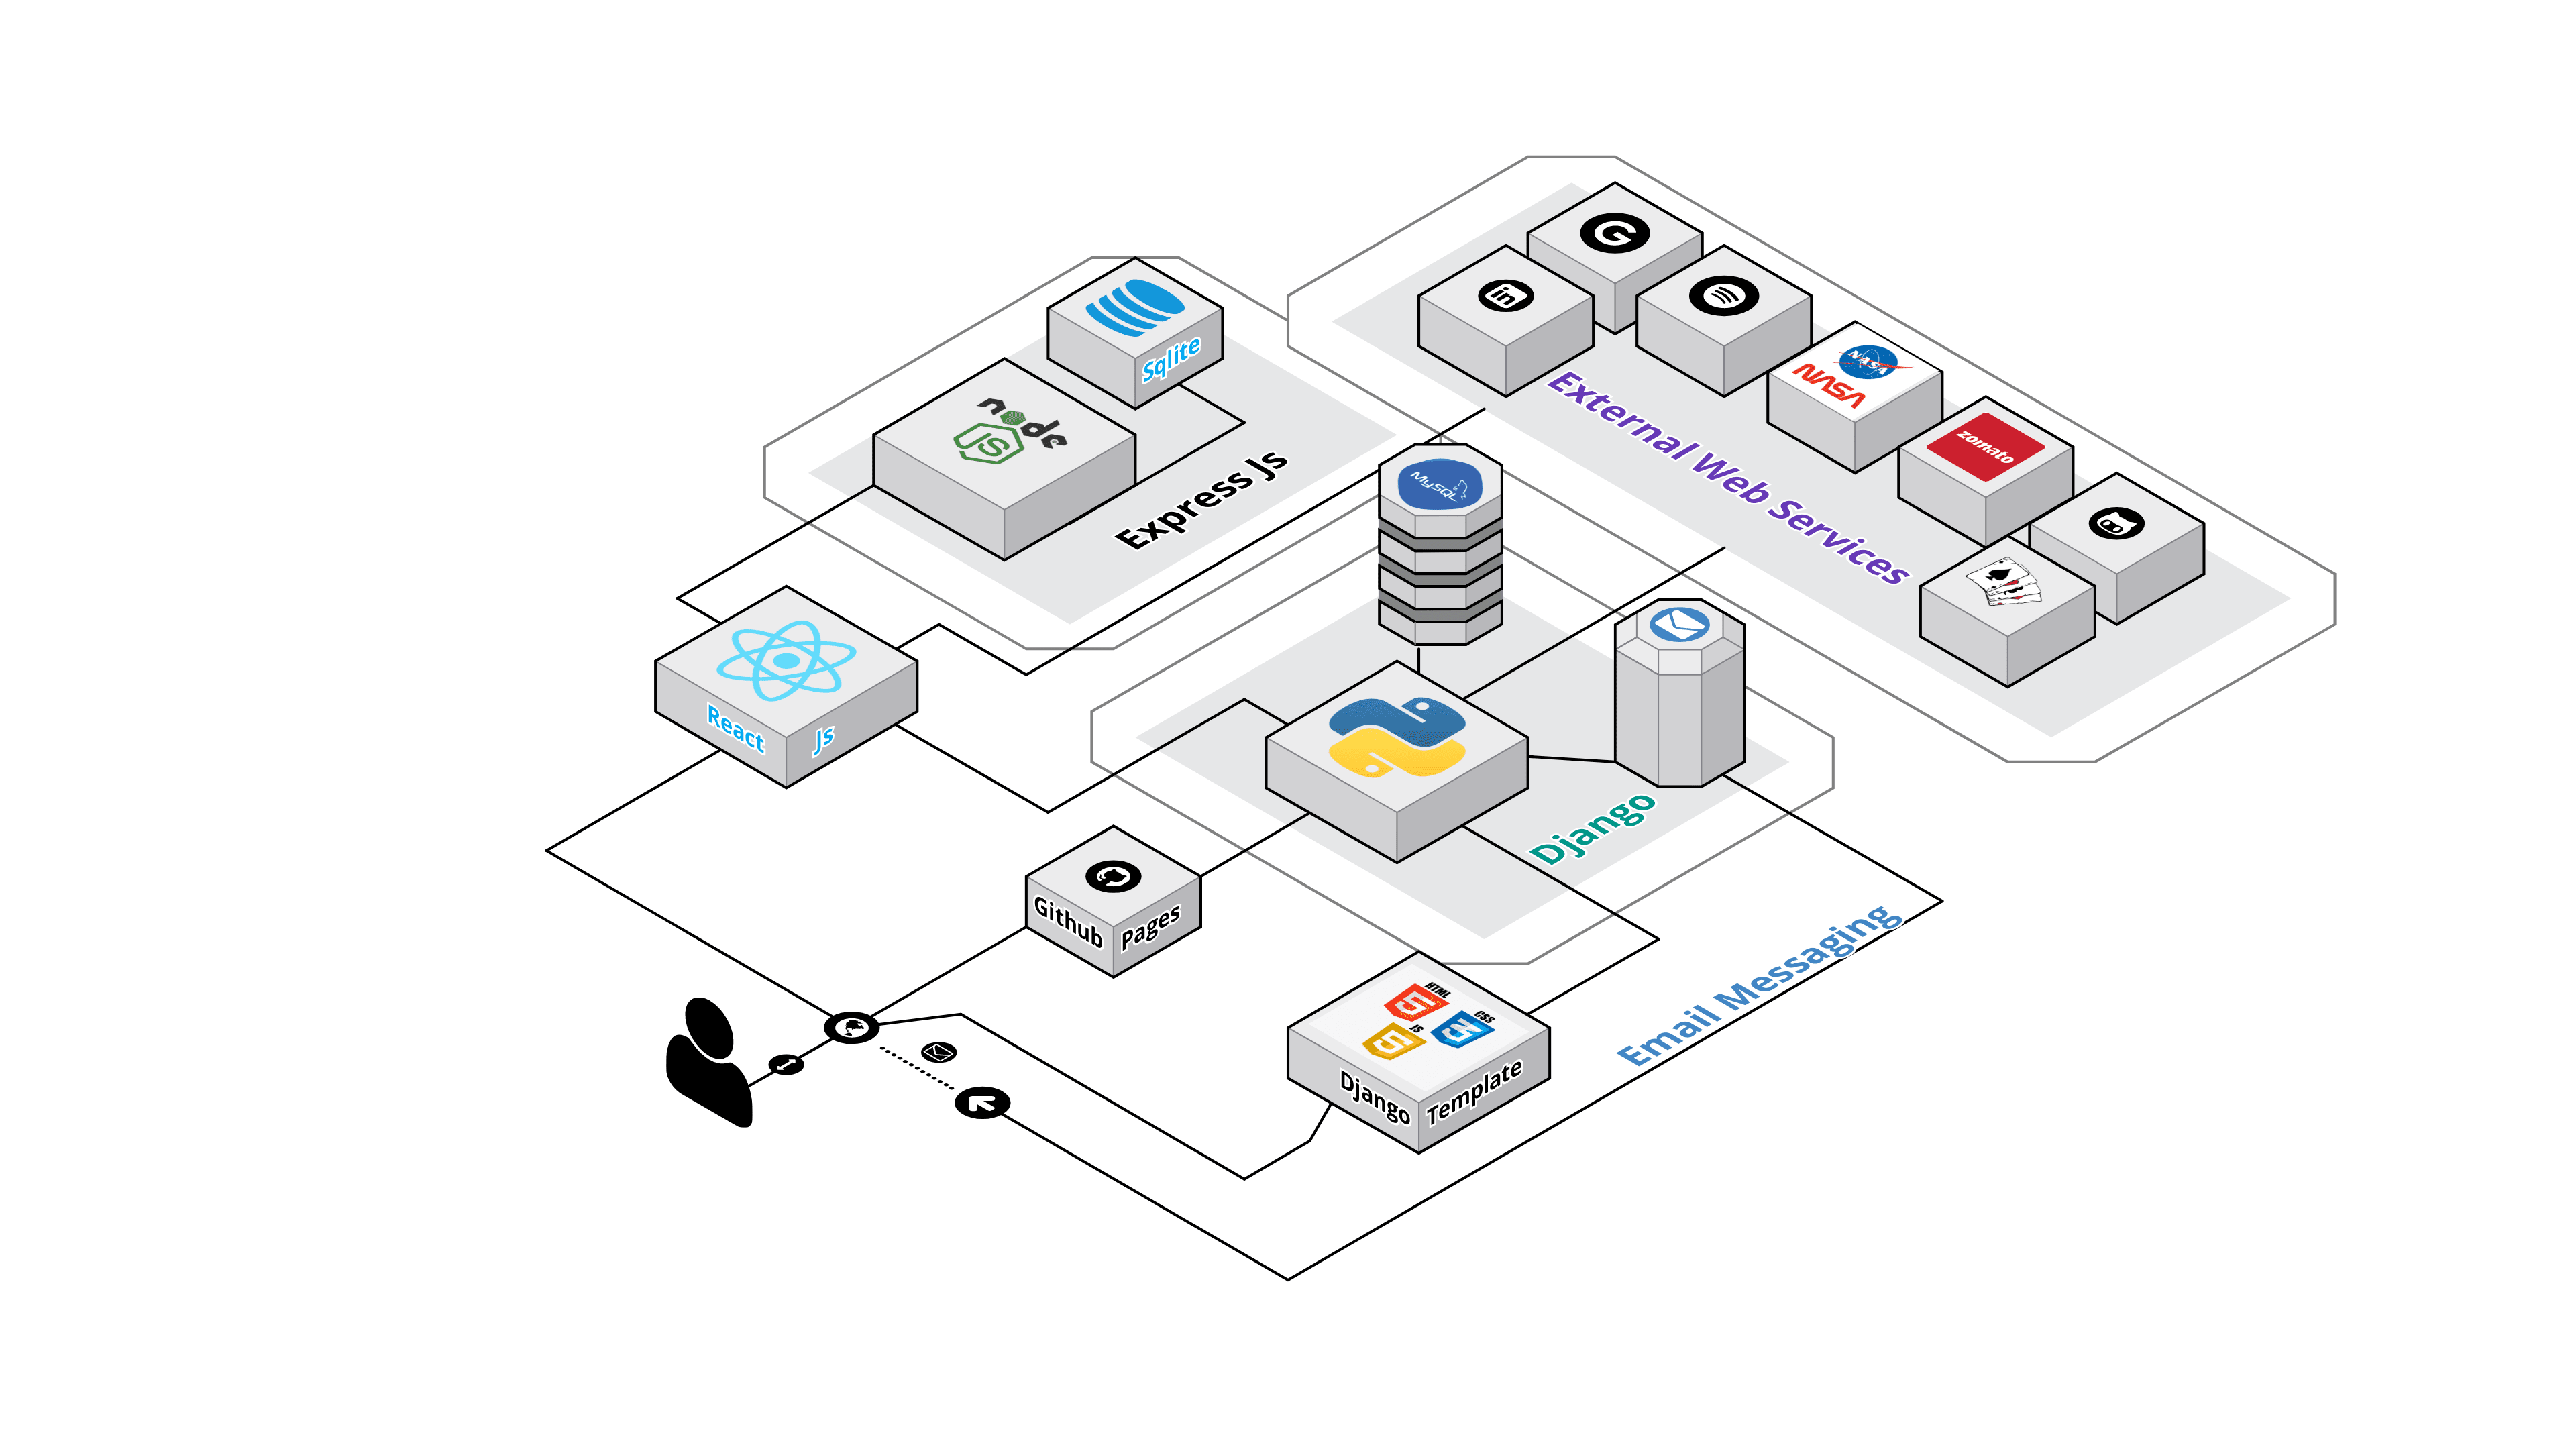 Sqlite
node
JS
Express Js
in
NASA
NASA
zomato
External Web Services
MySQL
React Js
Django
Github Pages
HTML
CSS
JS
Django Template
Email Messaging